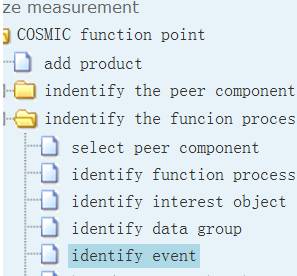 ze measurement
COSMIC function point
add product
indentify the peer component
indentify the funcion proces
select peer component
identify function process
identify interest object
identify data group
identify event